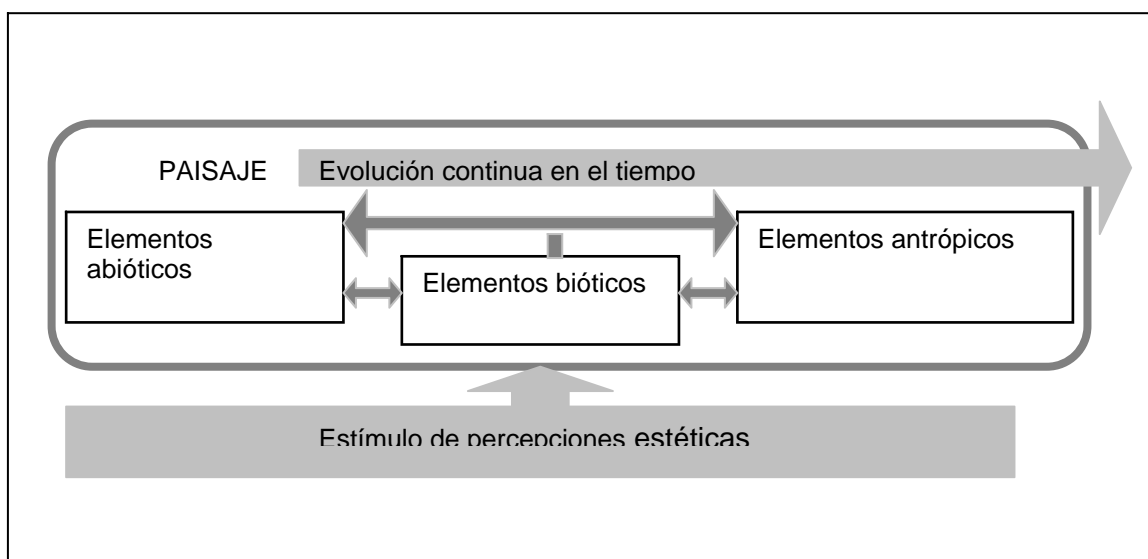 PAISAJE
Evolución continua en el tiempo
Elementos
abióticos
Elementos bióticos
Elementos antrópicos
Estímulo de percepciones estéticas